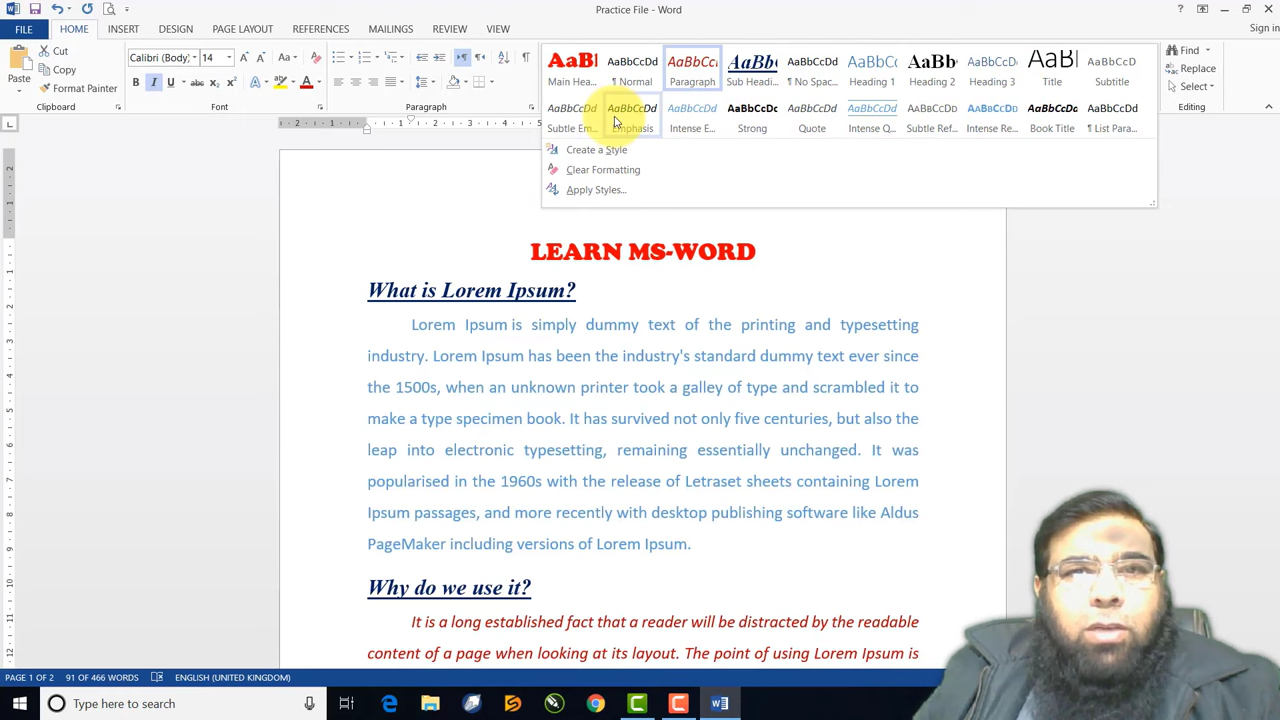 Practice File - Word
FILE HOME INSERT DESIGN PAGE LAYOUT REFERENCES MAILINGS REVIEW VIEW Sign in
Paste
Cut
Copy
Format Painter
Clipboard
Calibri (Body) 14
Font
Paragraph
AaBl AaBbCcDd AaBbCc AaBb AaBbCcDd AaBbCc AaBb AaBbCcD AaB AaBbCcD
Main Hea... ¶ Normal Paragraph Sub Headi... ¶ No Spac... Heading 1 Heading 2 Heading 3 Title Subtitle
AaBbCcDd AaBbCcDd AaBbCcDd AaBbCcDc AaBbCcDd AaBbCcDd AaBbCcDd AaBbCcDd AaBbCcDd AaBbCcDd
Subtle Em... Emphasis Intense E... Strong Quote Intense Q... Subtle Ref... Intense Re... Book Title ¶ List Para...
Create a Style
Clear Formatting
Apply Styles...
Find
Replace
Select
Editing
LEARN MS-WORD
What is Lorem Ipsum?
Lorem Ipsum is simply dummy text of the printing and typesetting
industry. Lorem Ipsum has been the industry's standard dummy text ever since
the 1500s, when an unknown printer took a galley of type and scrambled it to
make a type specimen book. It has survived not only five centuries, but also the
leap into electronic typesetting, remaining essentially unchanged. It was
popularised in the 1960s with the release of Letraset sheets containing Lorem
Ipsum passages, and more recently with desktop publishing software like Aldus
PageMaker including versions of Lorem Ipsum.
Why do we use it?
It is a long established fact that a reader will be distracted by the readable
content of a page when looking at its layout. The point of using Lorem Ipsum is
PAGE 1 OF 2 91 OF 466 WORDS ENGLISH (UNITED KINGDOM)
Type here to search